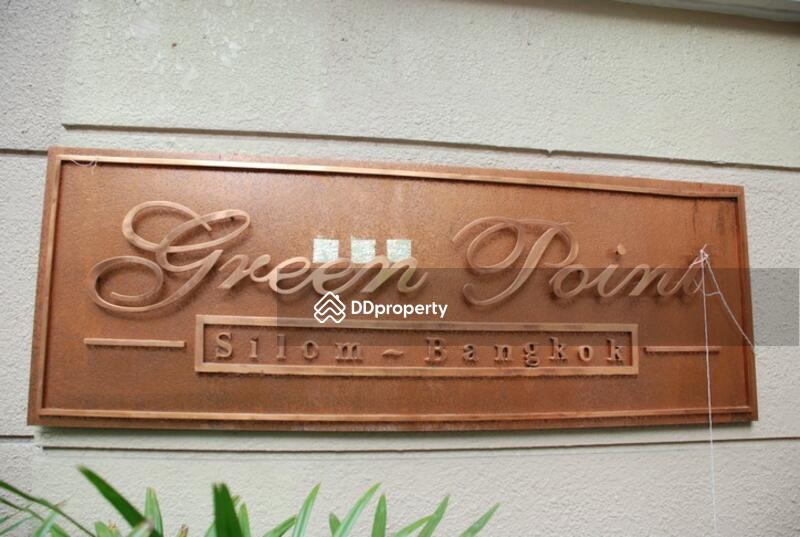 Green Point
DDproperty
Silom ~ Bangkok